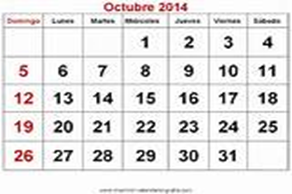 Octubre 2014
Domingo Lunes Martes Miércoles Jueves Viernes Sábado
1 2 3 4
5 6 7 8 9 10 11
12 13 14 15 16 17 18
19 20 21 22 23 24 25
26 27 28 29 30 31